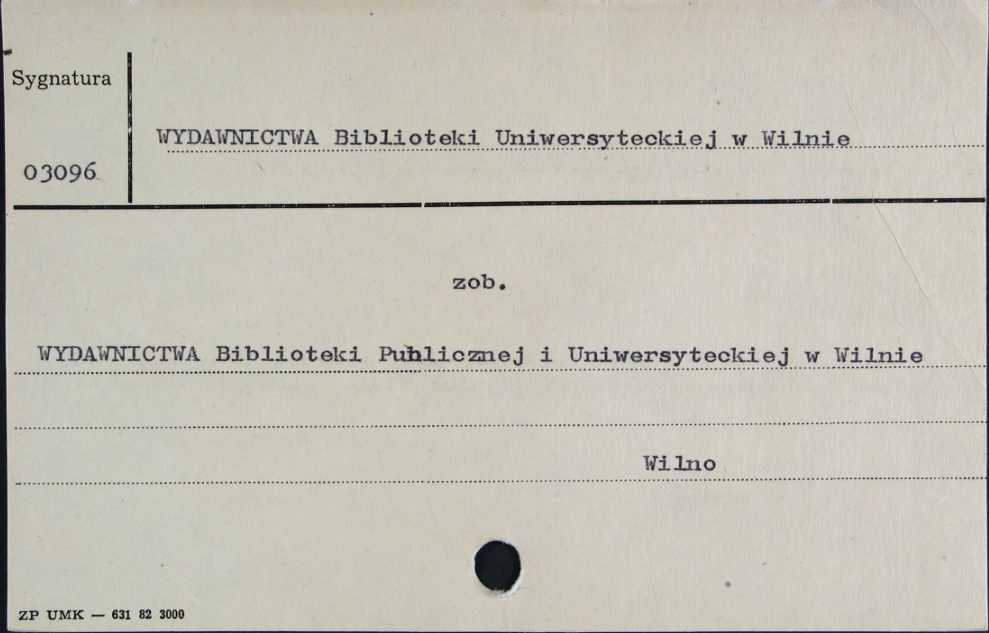 Sygnatura
WYDAWNICTWA Biblioteki Uniwersyteckiej w Wilnie
03096
zob.
WYDAWNICTWA Biblioteki Publicznej i Uniwersyteckiej w Wilnie
Wilno
ZP UMK — 631 82 3000